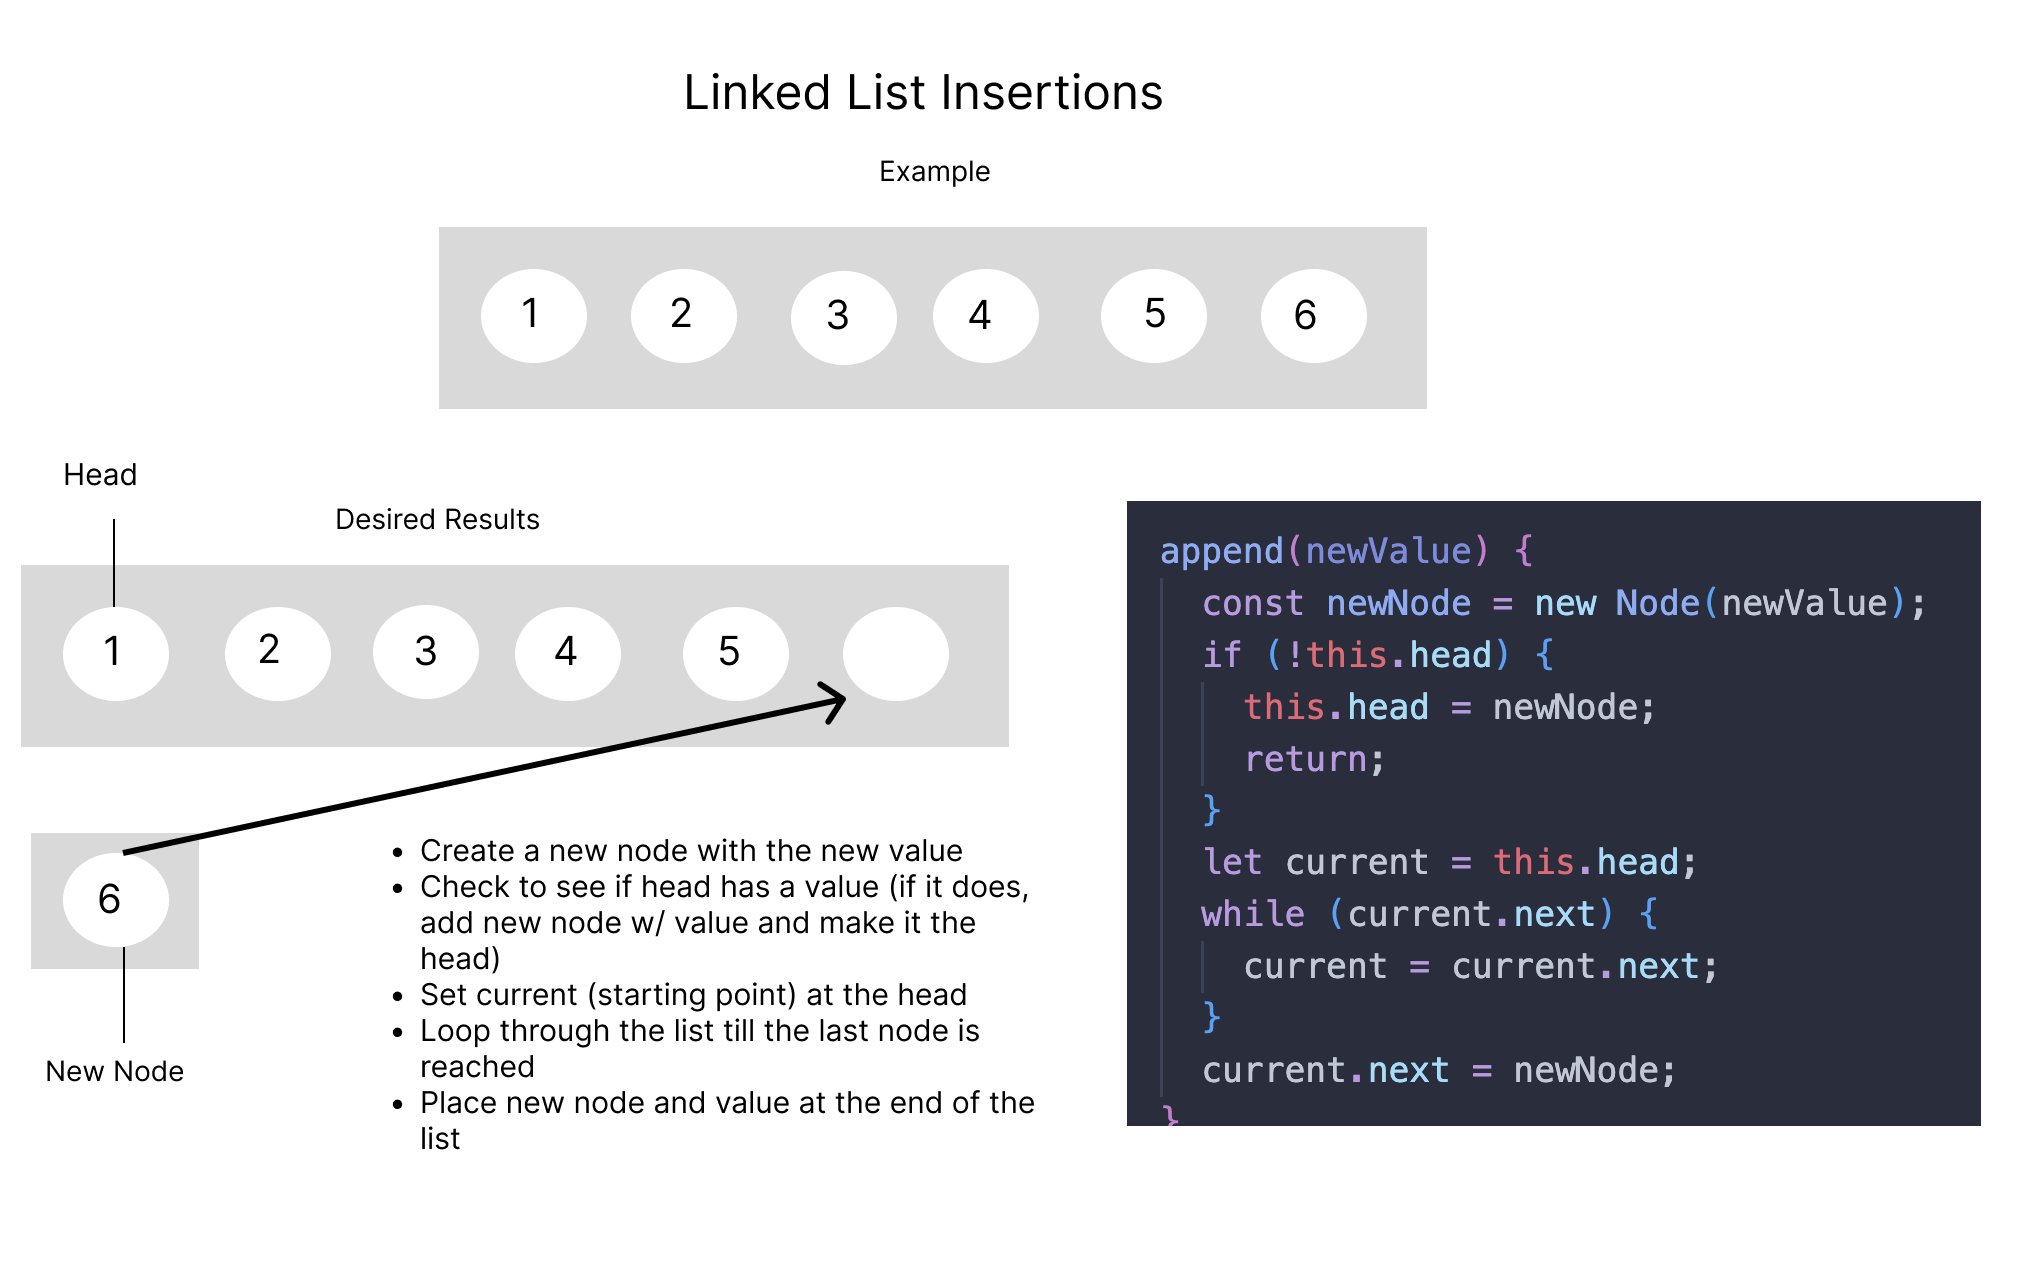 Linked List Insertions
Example
1 2 3 4 5 6
Head
Desired Results
1 2 3 4 5
6
New Node
• Create a new node with the new value
• Check to see if head has a value (if it does,
add new node w/ value and make it the
head)
• Set current (starting point) at the head
• Loop through the list till the last node is
reached
• Place new node and value at the end of the
list
append(newValue) {
  const newNode = new Node(newValue);
  if (!this.head) {
    this.head = newNode;
    return;
  }
  let current = this.head;
  while (current.next) {
    current = current.next;
  }
  current.next = newNode;
}